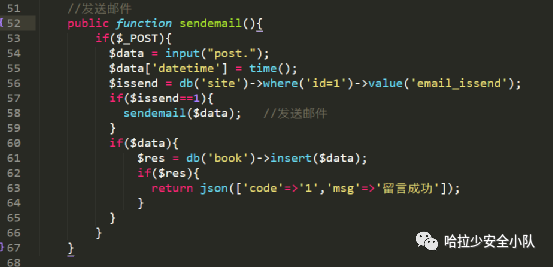 51 //发送邮件
52 public function sendemail(){
53 if($_POST){
54 $data = input("post.");
55 $data['datetime'] = time();
56 $issend = db('site')->where('id=1')->value('email_issend');
57 if($issend==1){
58 sendemail($data); //发送邮件
59 }
60 if($data){
61 $res = db('book')->insert($data);
62 if($res){
63 return json(['code'=>'1','msg'=>'留言成功']);
64 }
65 }
66 }
67 }
68
哈拉少安全小队